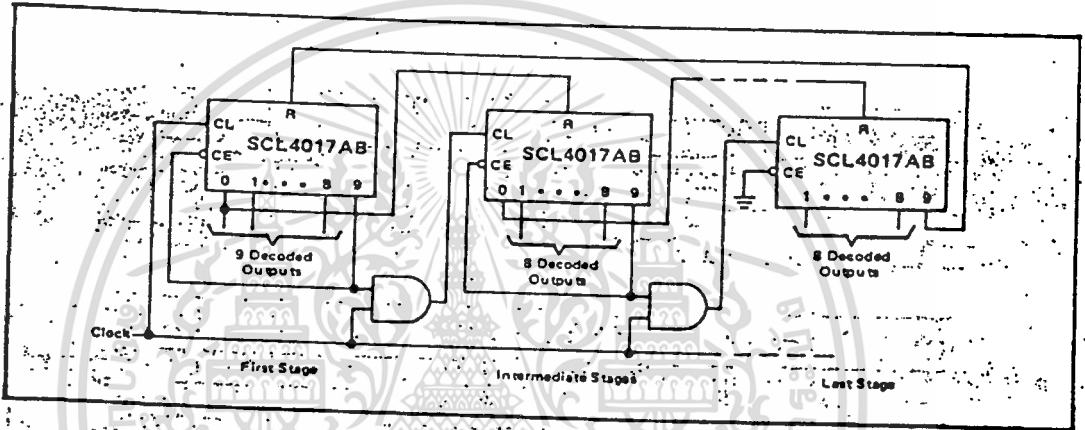 R
CL
SCL4017AB
CE
0 1 • • • 8 9
9 Decoded
Outputs
R
CL
SCL4017AB
CE
0 1 • • • 8 9
8 Decoded
Outputs
R
CL
SCL4017AB
CE
1 • • • 8 9
8 Decoded
Outputs
Clock
First Stage
Intermediate Stages
Last Stage